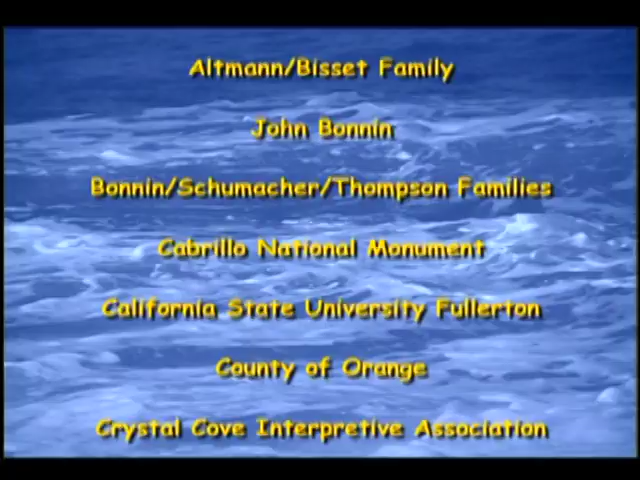 Altmann/Bisset Family
John Bonnin
Bonnin/Schumacher/Thompson Families
Cabrillo National Monument
California State University Fullerton
County of Orange
Crystal Cove Interpretive Association